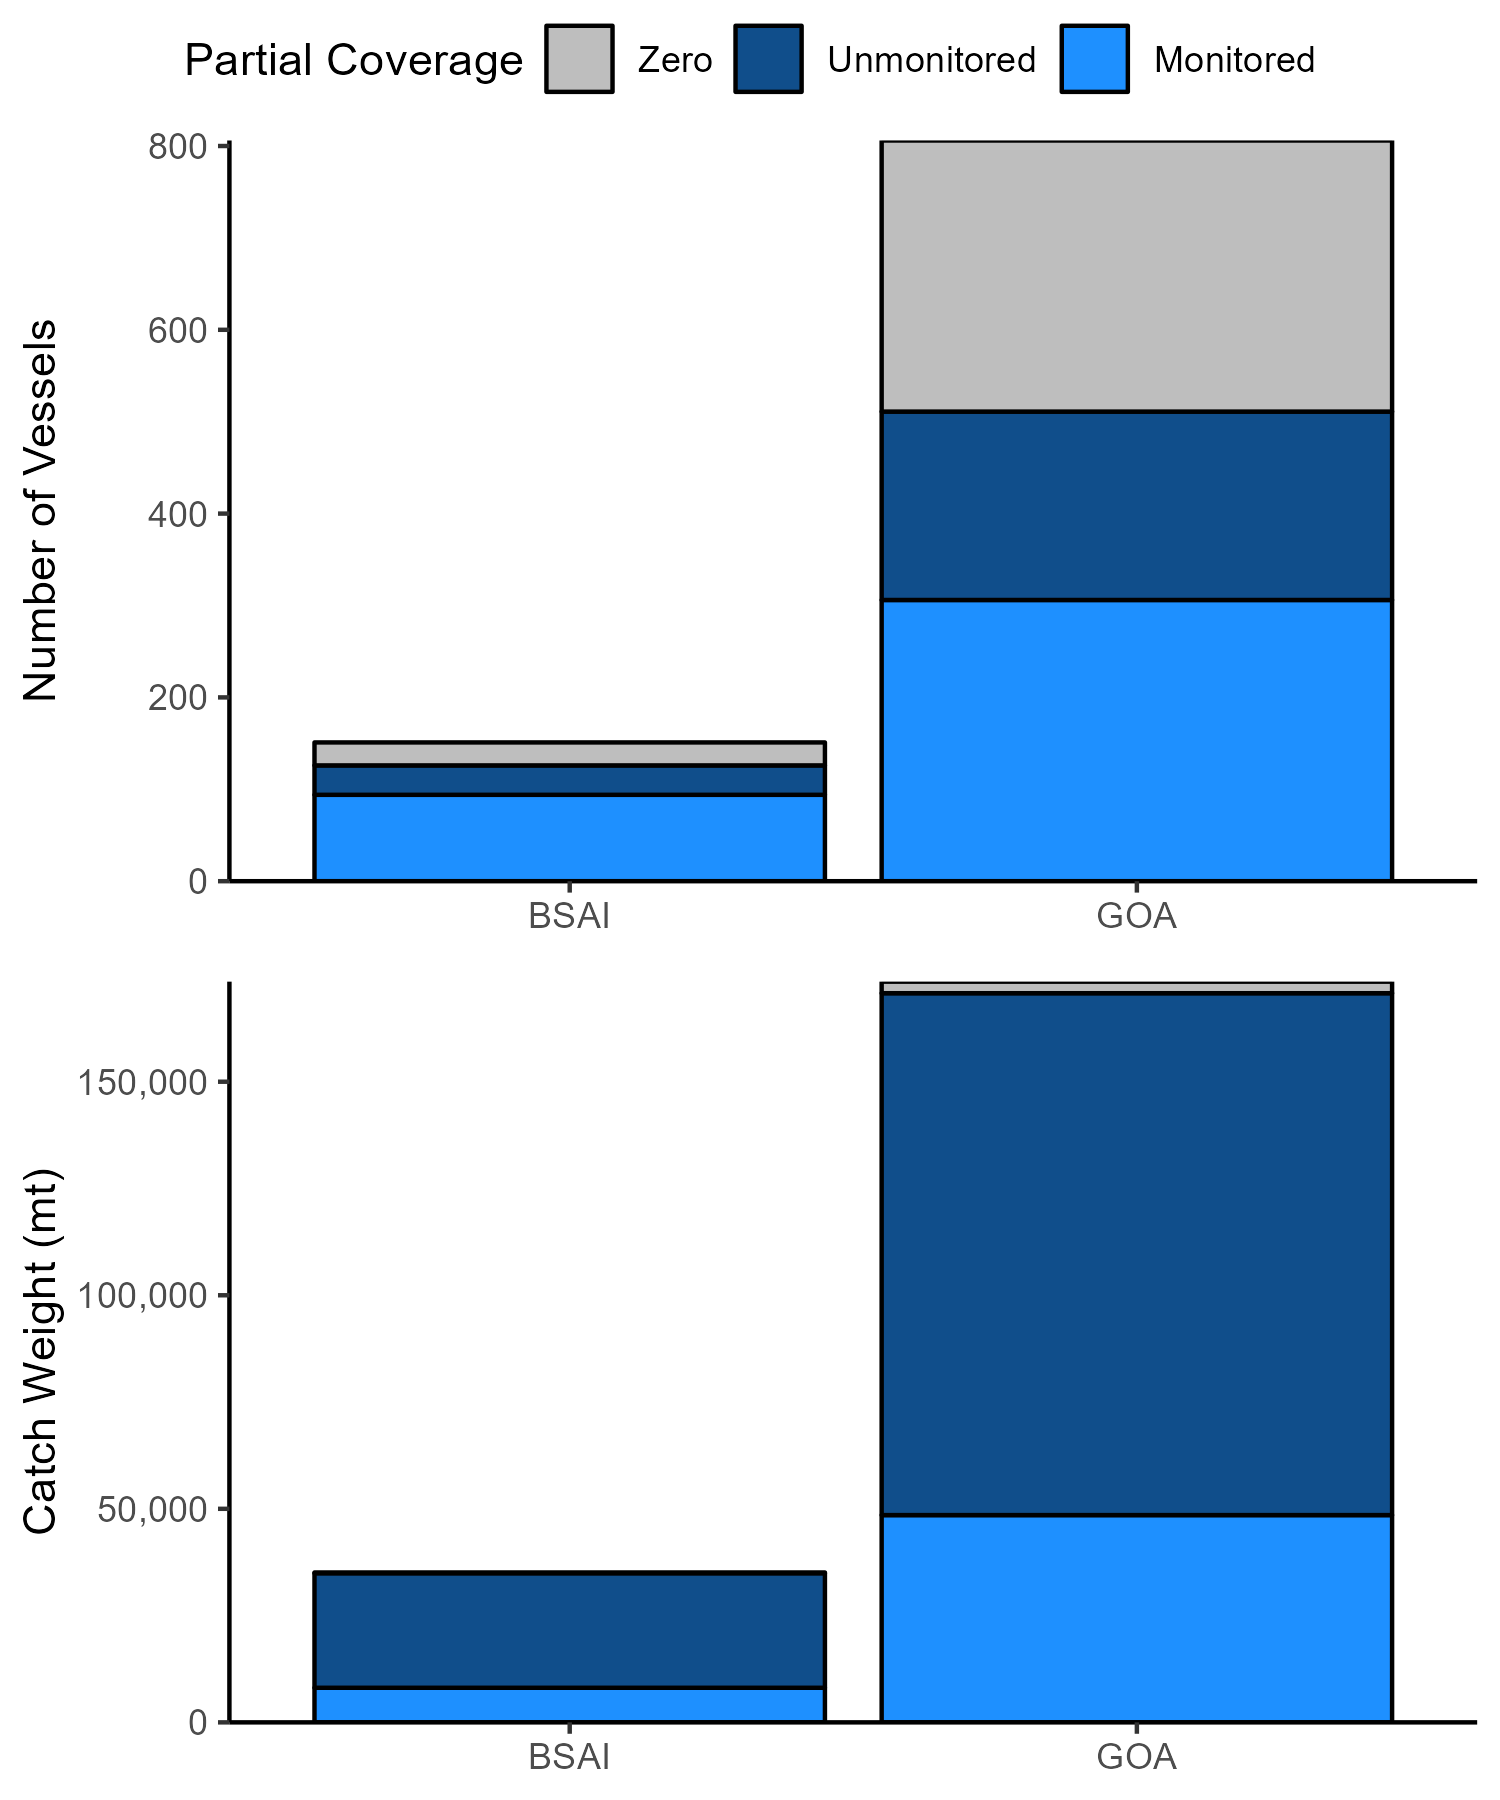 Partial Coverage Zero Unmonitored Monitored
Number of Vessels
800
600
400
200
0
BSAI GOA
Catch Weight (mt)
150,000
100,000
50,000
0
BSAI GOA